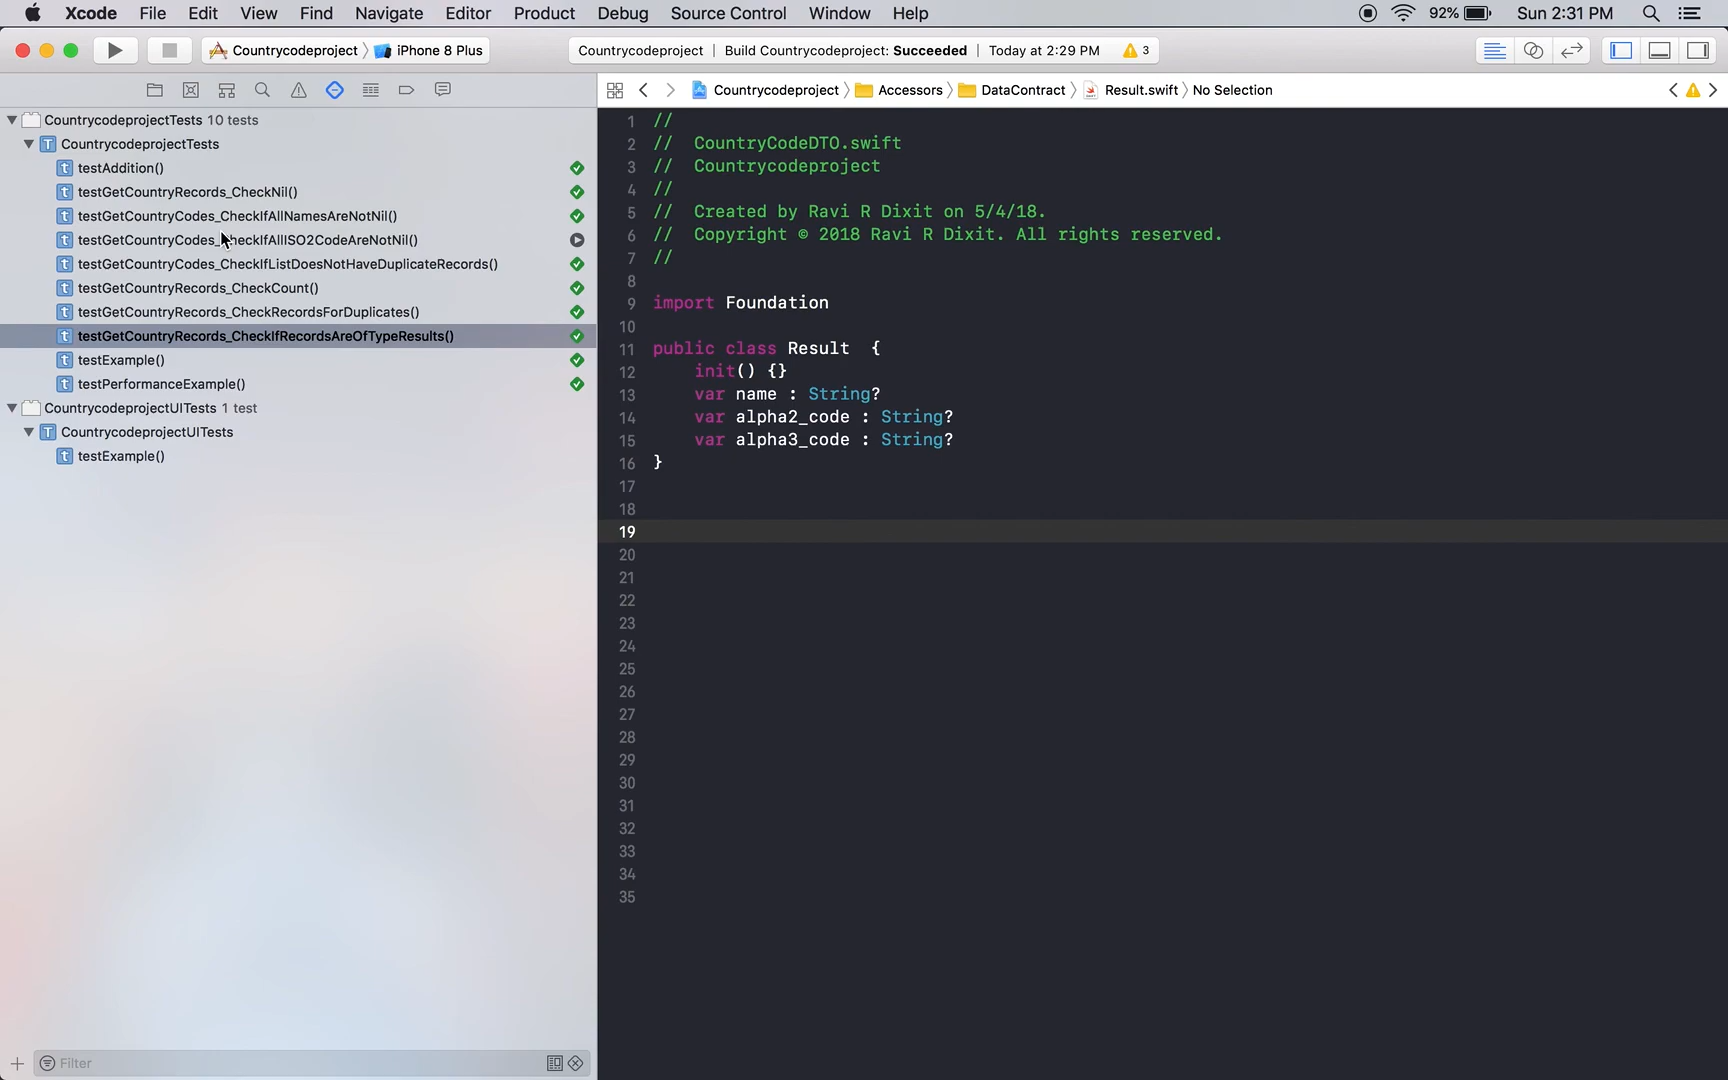 Xcode File Edit View Find Navigate Editor Product Debug Source Control Window Help 92% Sun 2:31 PM
Countrycodeproject iPhone 8 Plus Countrycodeproject | Build Countrycodeproject: Succeeded | Today at 2:29 PM 3
Countrycodeproject Accessors DataContract Result.swift No Selection
CountrycodeprojectTests 10 tests
T CountrycodeprojectTests
t testAddition()
t testGetCountryRecords_CheckNil()
t testGetCountryCodes_CheckIfAllNamesAreNotNil()
t testGetCountryCodes_CheckIfAllISO2CodeAreNotNil()
t testGetCountryCodes_CheckIfListDoesNotHaveDuplicateRecords()
t testGetCountryRecords_CheckCount()
t testGetCountryRecords_CheckRecordsForDuplicates()
t testGetCountryRecords_CheckIfRecordsAreOfTypeResults()
t testExample()
t testPerformanceExample()
CountrycodeprojectUITests 1 test
T CountrycodeprojectUITests
t testExample()
Filter
1 //
2 // CountryCodeDTO.swift
3 // Countrycodeproject
4 //
5 // Created by Ravi R Dixit on 5/4/18.
6 // Copyright © 2018 Ravi R Dixit. All rights reserved.
7 //
8
9 import Foundation
10
11 public class Result {
12 init() {}
13 var name : String?
14 var alpha2_code : String?
15 var alpha3_code : String?
16 }
17
18
19
20
21
22
23
24
25
26
27
28
29
30
31
32
33
34
35